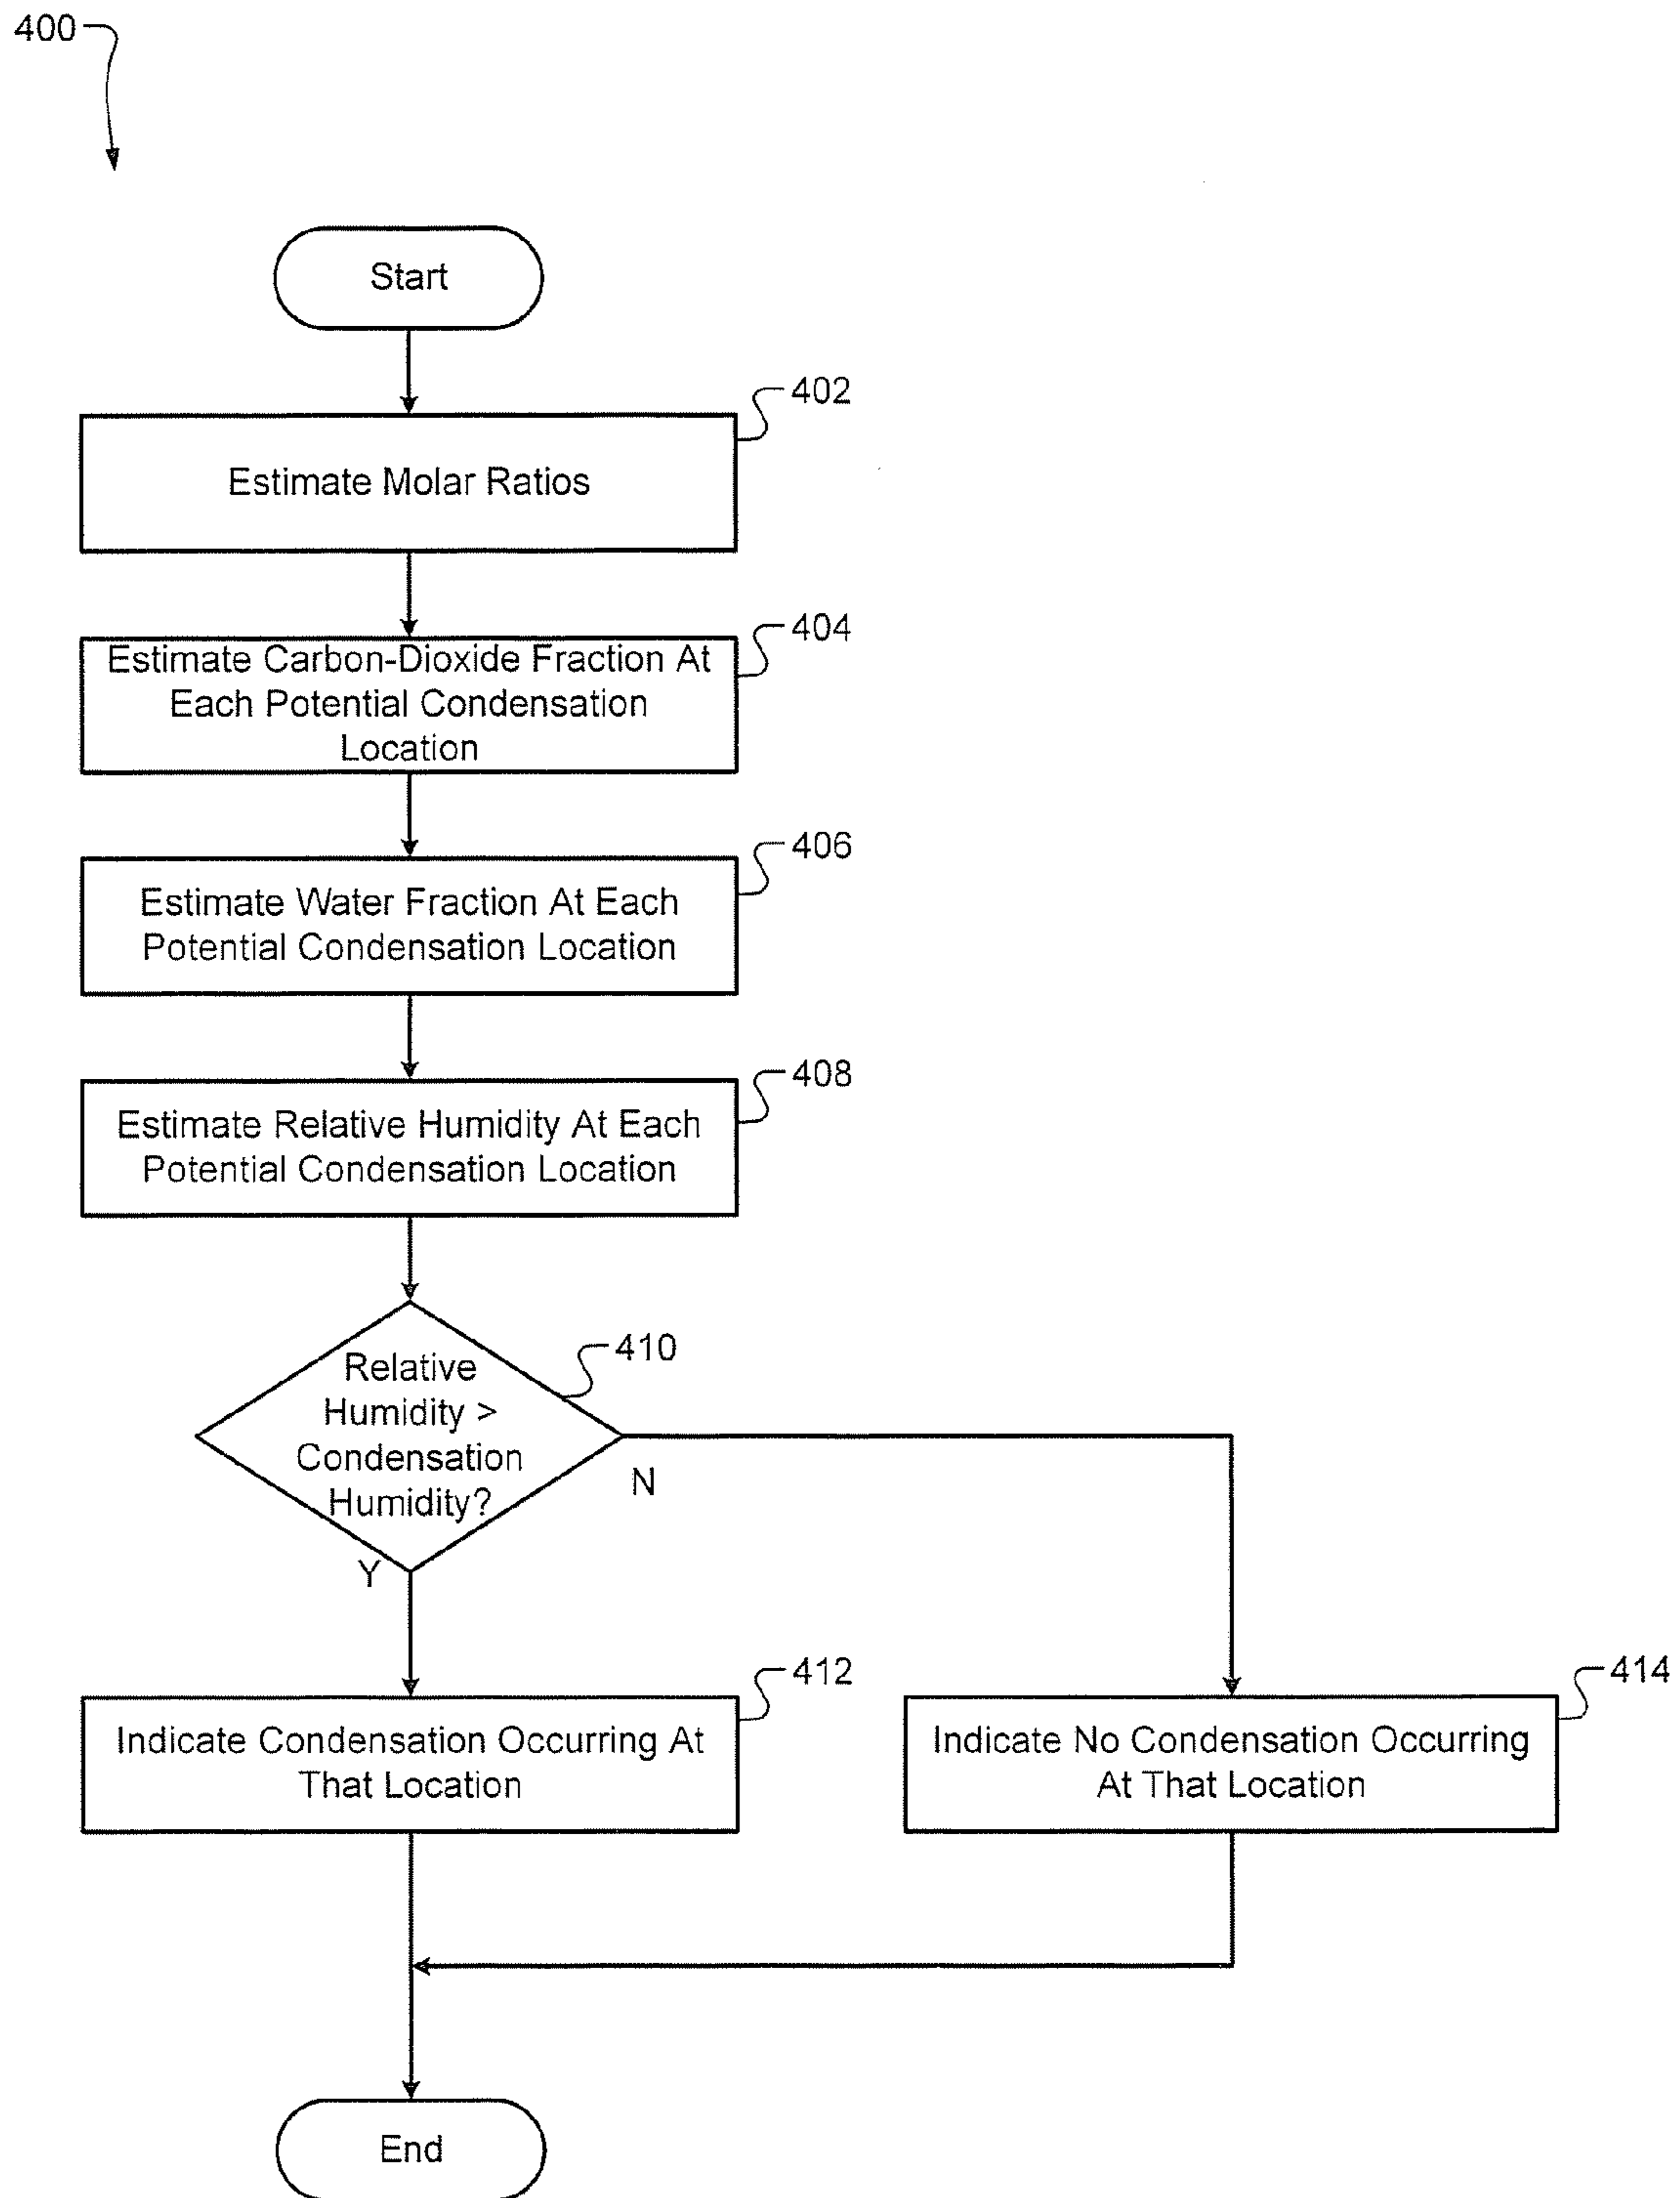 400
Start
402
Estimate Molar Ratios
404
Estimate Carbon-Dioxide Fraction At
Each Potential Condensation
Location
406
Estimate Water Fraction At Each
Potential Condensation Location
408
Estimate Relative Humidity At Each
Potential Condensation Location
410
Relative
Humidity >
Condensation
Humidity?
N
Y
412
Indicate Condensation Occurring At
That Location
414
Indicate No Condensation Occurring
At That Location
End